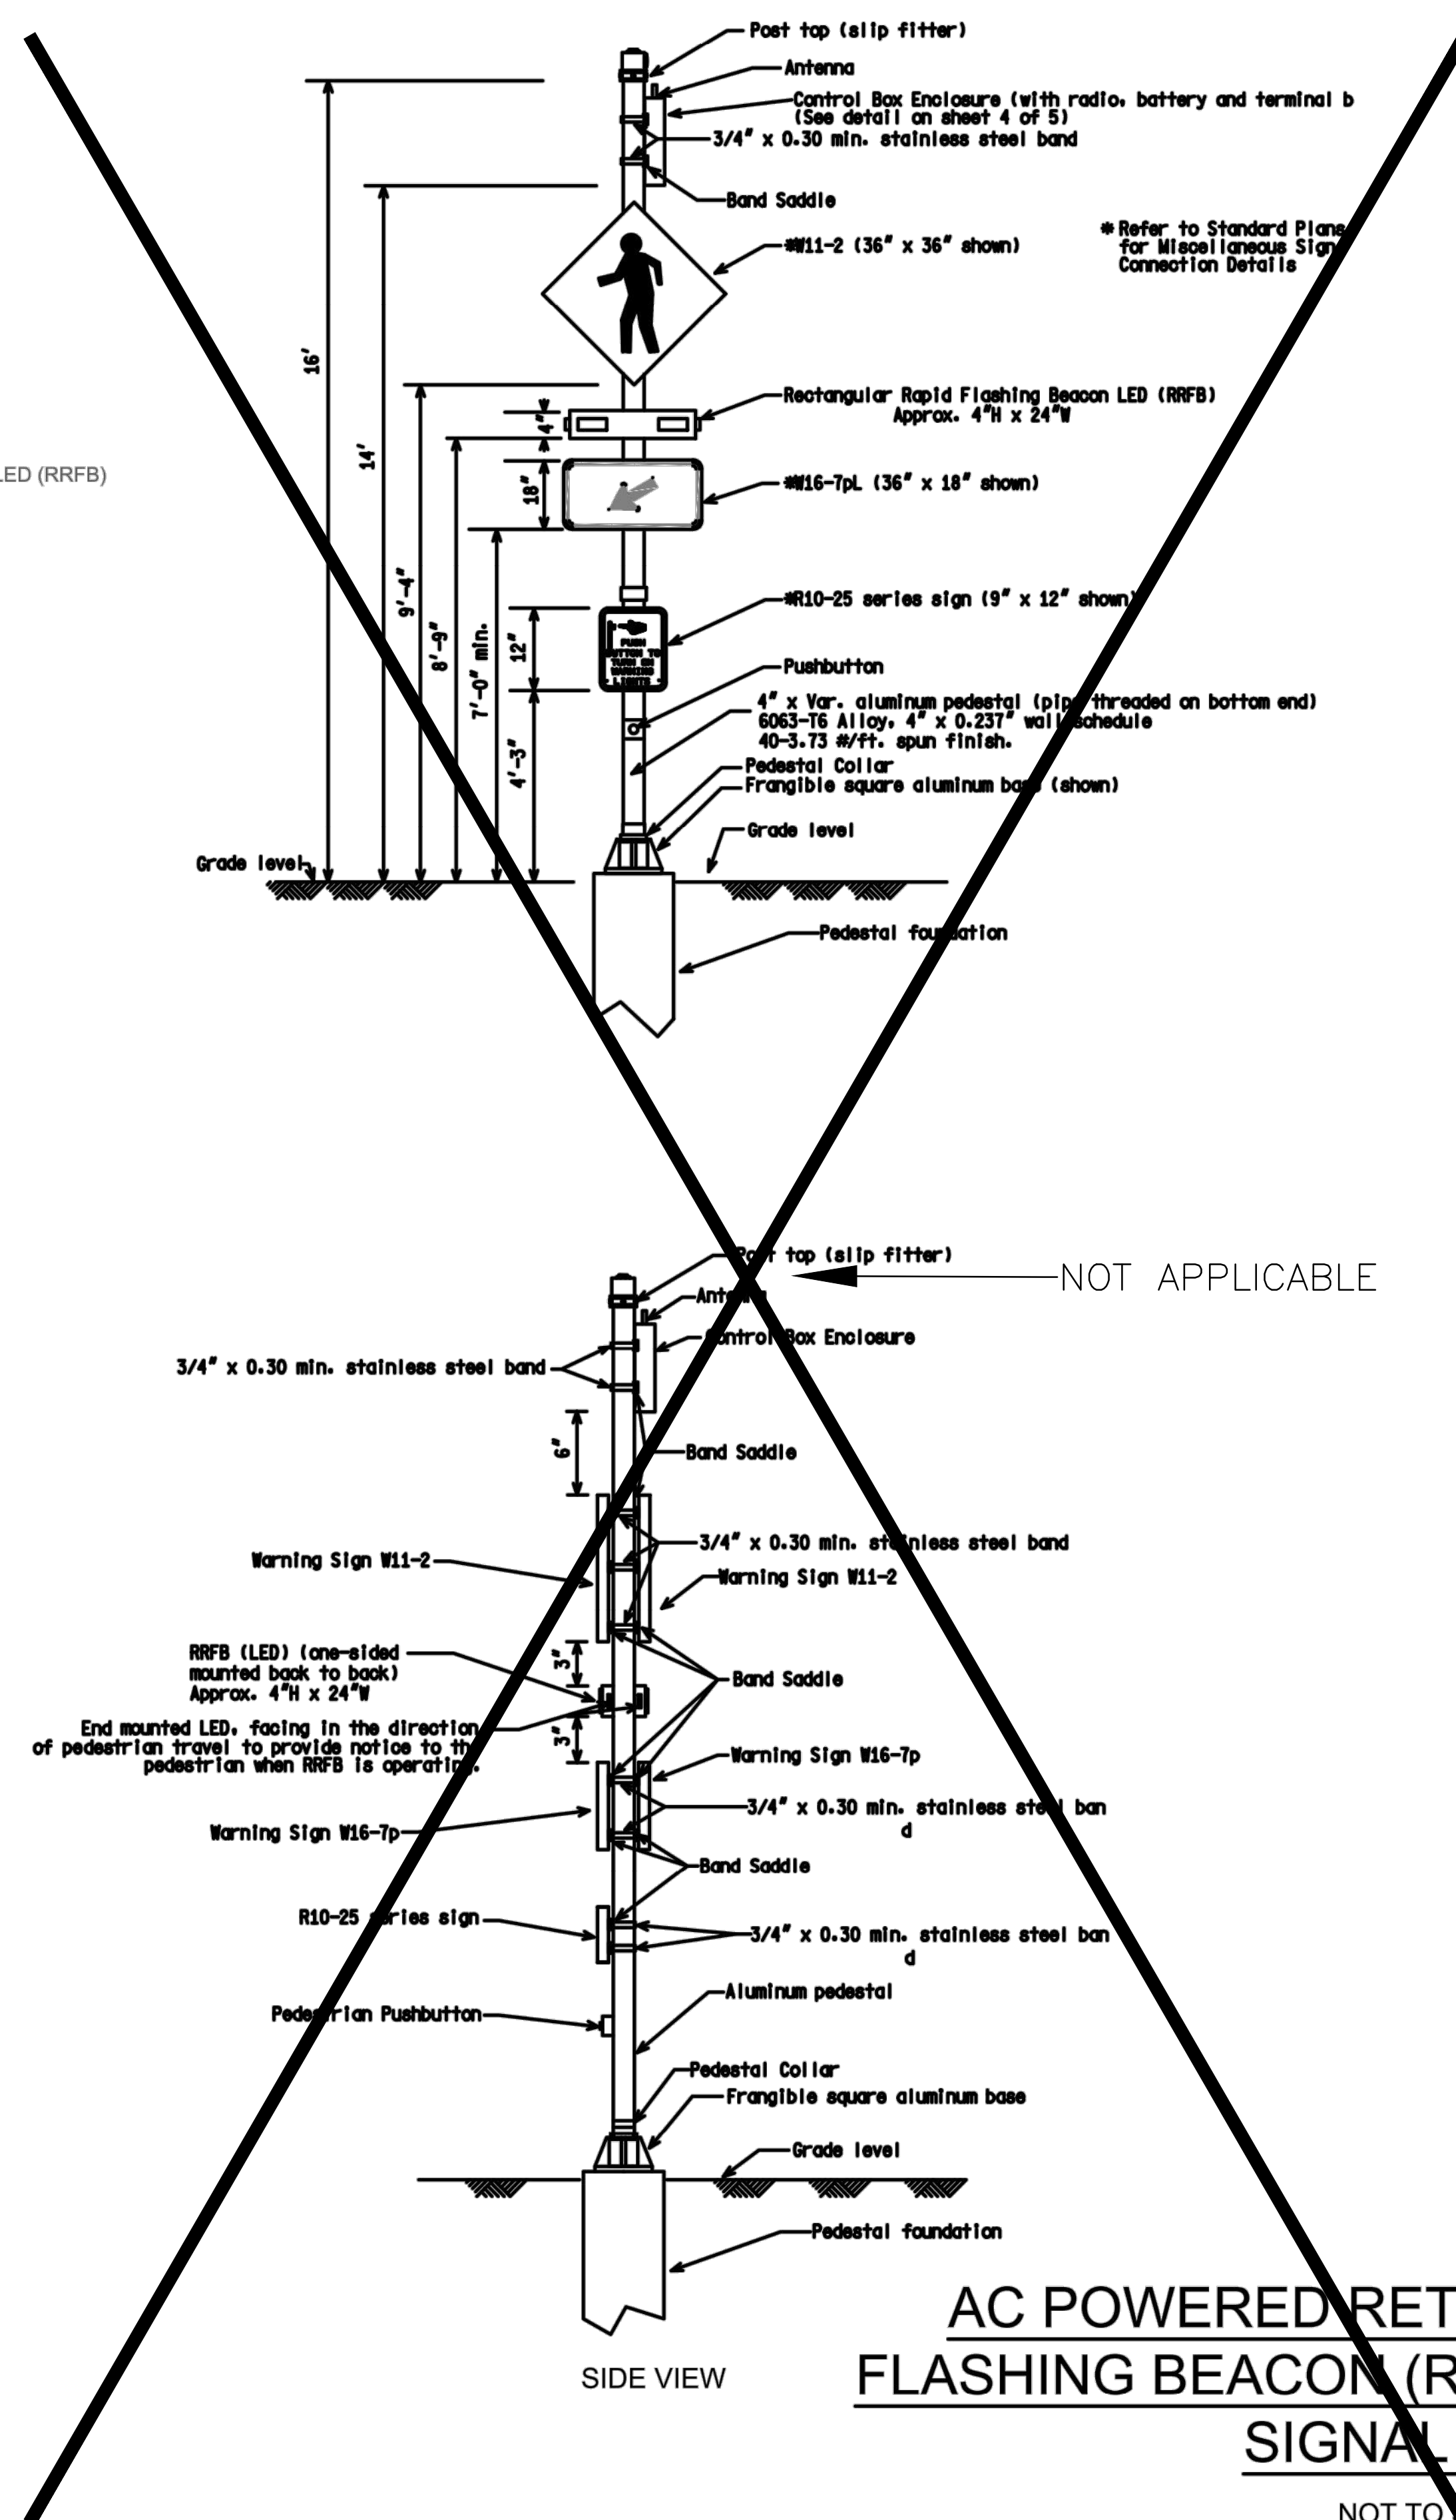 Post top (slip fitter)
Antenna
Control Box Enclosure (with radio, battery and terminal b
(See detail on sheet 4 of 5)
3/4" x 0.30 min. stainless steel band
Band Saddle
*W11-2 (36" x 36" shown)
* Refer to Standard Plans
for Miscellaneous Sign
Connection Details
16'
14'
Rectangular Rapid Flashing Beacon LED (RRFB)
Approx. 4"H x 24"W
4"
LED (RRFB)
18"
*W16-7pL (36" x 18" shown)
9'-4"
8'-9"
7'-0" min.
12"
*R10-25 series sign (9" x 12" shown)
PUSH
BUTTON TO
TURN ON
WARNING
LIGHTS
Pushbutton
4" x Var. aluminum pedestal (pipe threaded on bottom end)
6063-T6 Alloy, 4" x 0.237" wall schedule
40-3.73 #/ft. spun finish.
4'-3"
Pedestal Collar
Frangible square aluminum base (shown)
Grade level
Grade level
Pedestal foundation
Post top (slip fitter)
NOT APPLICABLE
Antenna
Control Box Enclosure
3/4" x 0.30 min. stainless steel band
6"
Band Saddle
3/4" x 0.30 min. stainless steel band
Warning Sign W11-2
Warning Sign W11-2
RRFB (LED) (one-sided
mounted back to back)
Approx. 4"H x 24"W
3"
Band Saddle
End mounted LED, facing in the direction
of pedestrian travel to provide notice to the
pedestrian when RRFB is operating.
3"
Warning Sign W16-7p
3/4" x 0.30 min. stainless steel ban
d
Warning Sign W16-7p
Band Saddle
R10-25 series sign
3/4" x 0.30 min. stainless steel ban
d
Aluminum pedestal
Pedestrian Pushbutton
Pedestal Collar
Frangible square aluminum base
Grade level
Pedestal foundation
AC POWERED RET
FLASHING BEACON (R
SIDE VIEW
SIGNAL
NOT TO